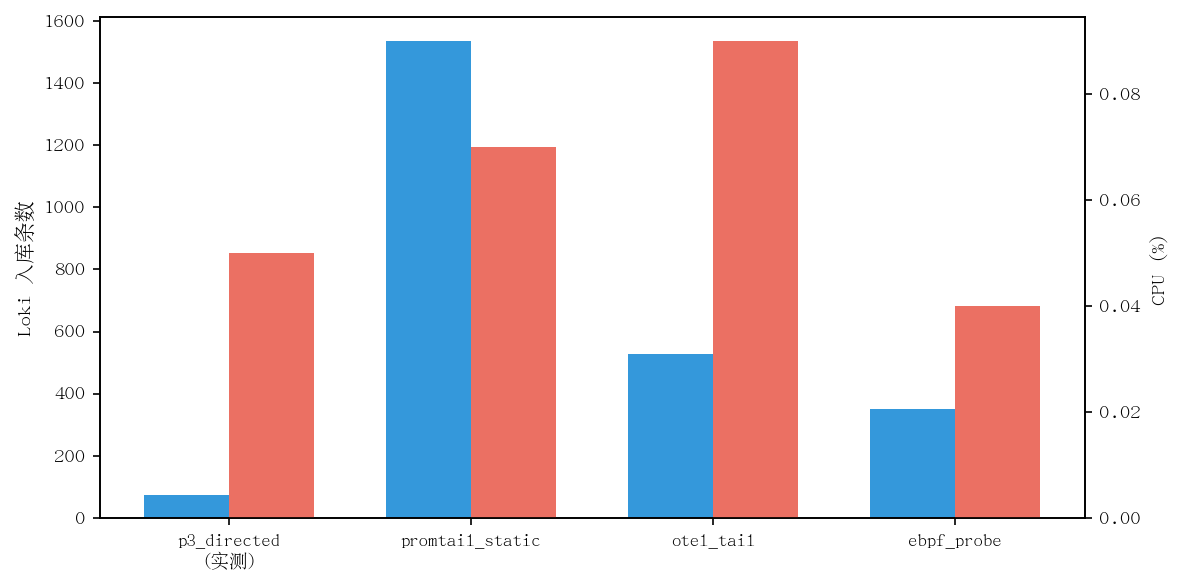 1600
1400
1200
1000
800
600
400
200
0
Loki 入库条数
0.08
0.06
0.04
0.02
0.00
CPU (%)
p3_directed
(实测)
promtail_static
otel_tail
ebpf_probe